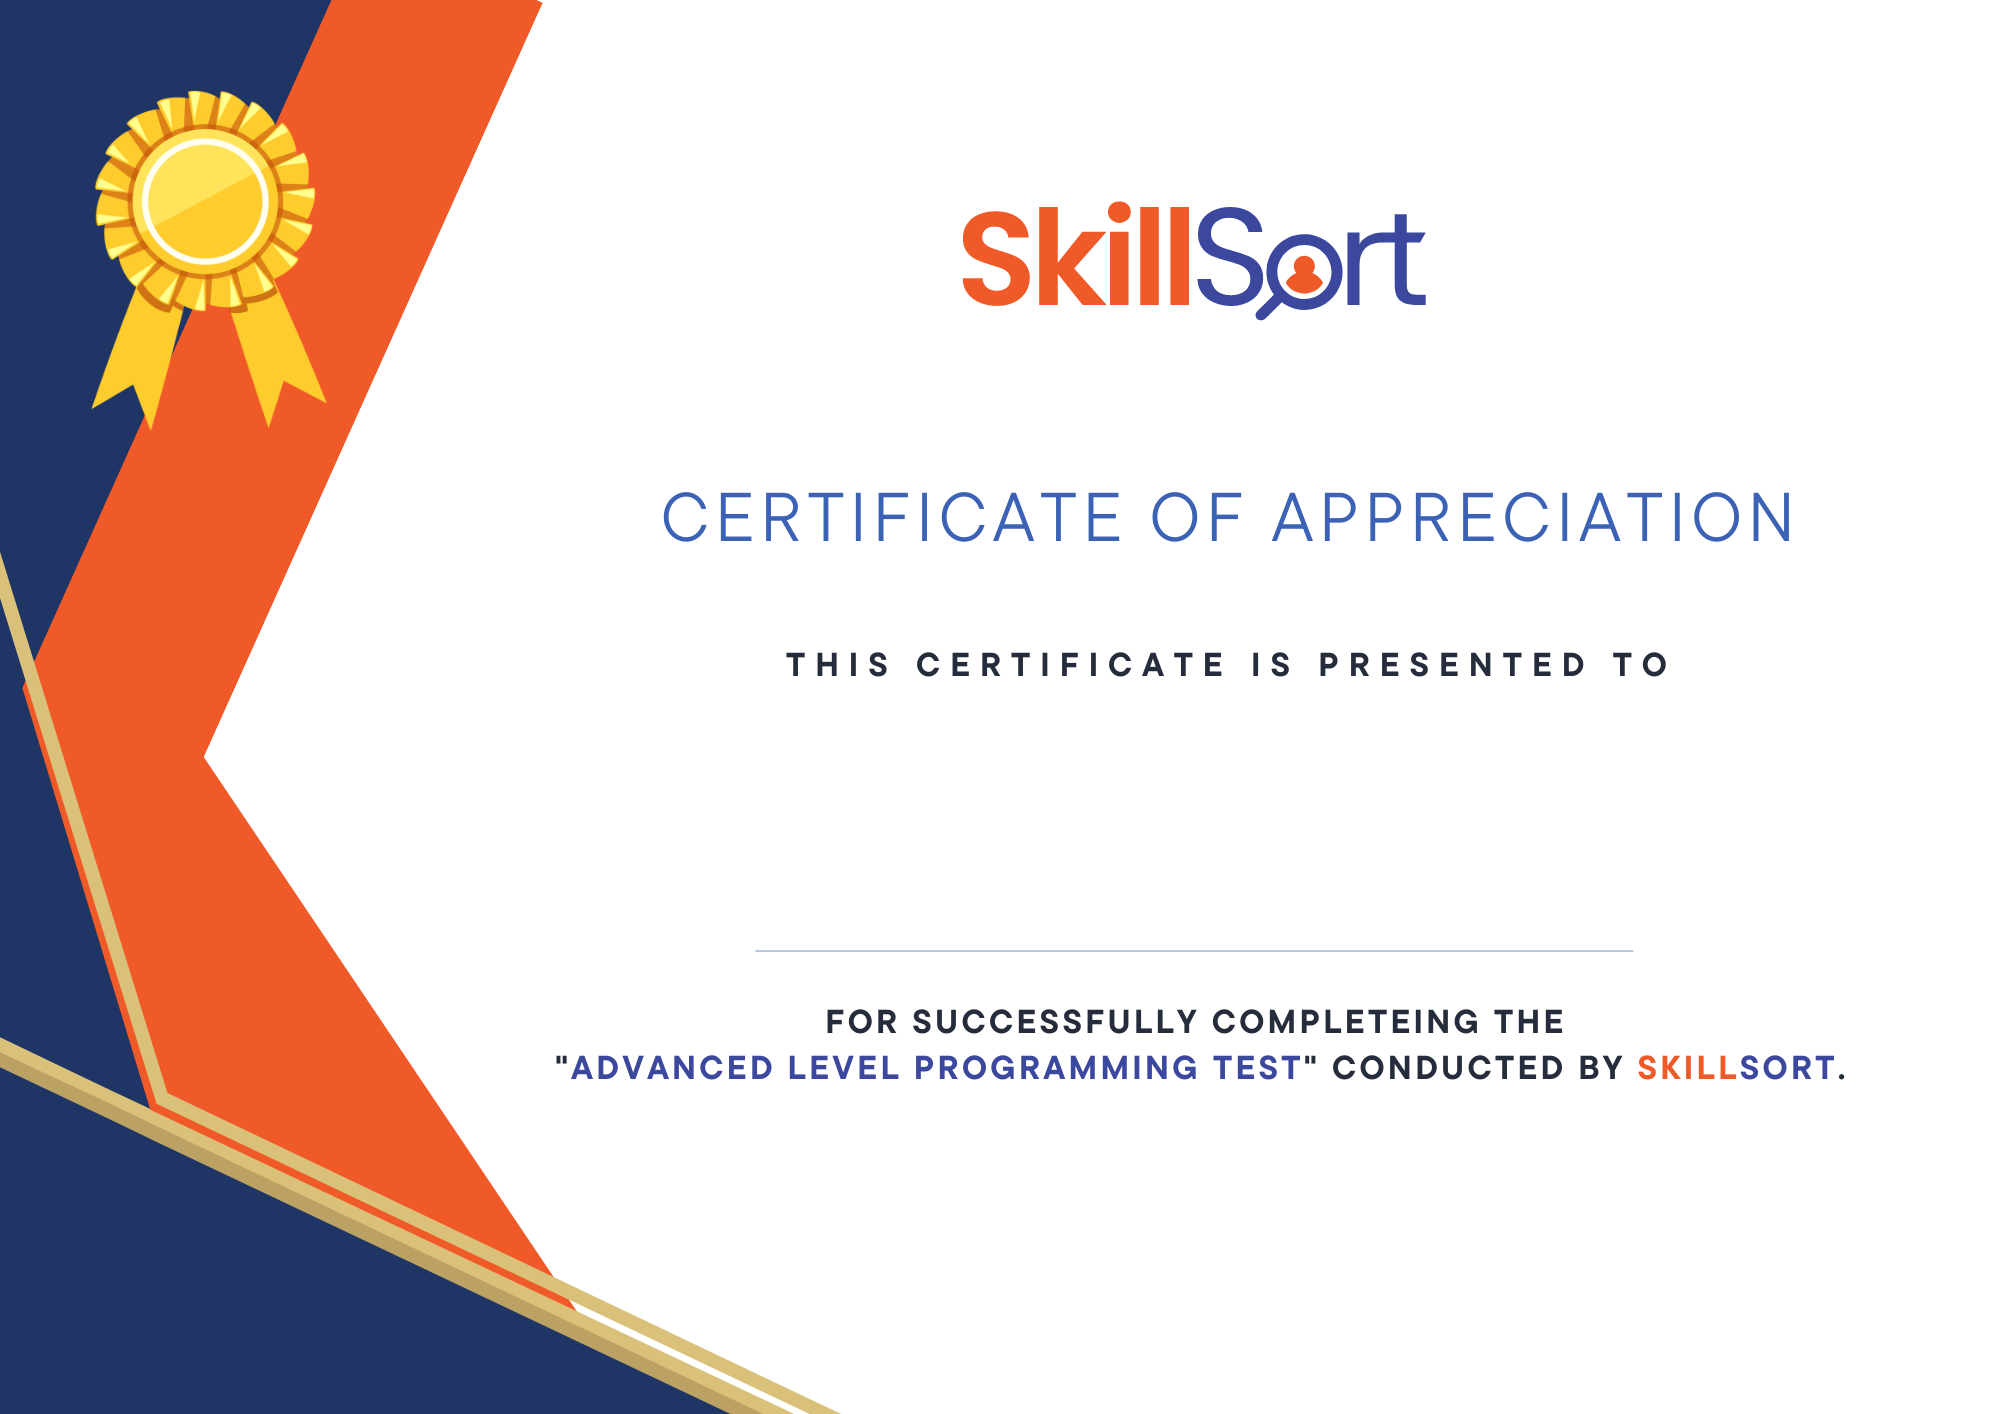 SkillSort
CERTIFICATE OF APPRECIATION
THIS CERTIFICATE IS PRESENTED TO
FOR SUCCESSFULLY COMPLETEING THE
"ADVANCED LEVEL PROGRAMMING TEST" CONDUCTED BY SKILLSORT.